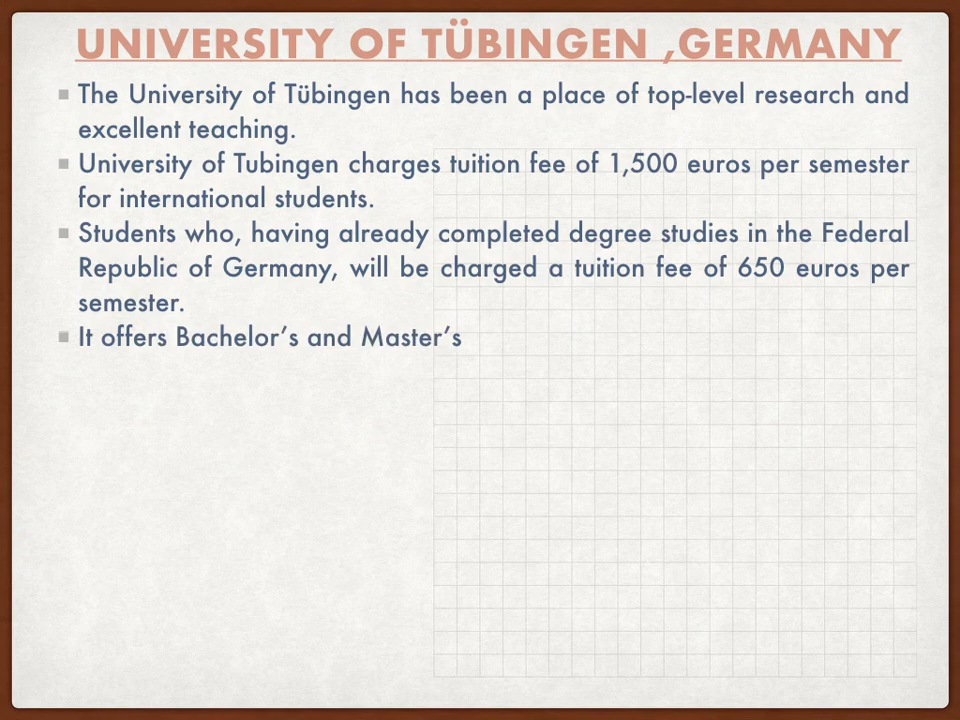 UNIVERSITY OF TÜBINGEN ,GERMANY
The University of Tübingen has been a place of top-level research and
excellent teaching.
University of Tubingen charges tuition fee of 1,500 euros per semester
for international students.
Students who, having already completed degree studies in the Federal
Republic of Germany, will be charged a tuition fee of 650 euros per
semester.
It offers Bachelor’s and Master’s